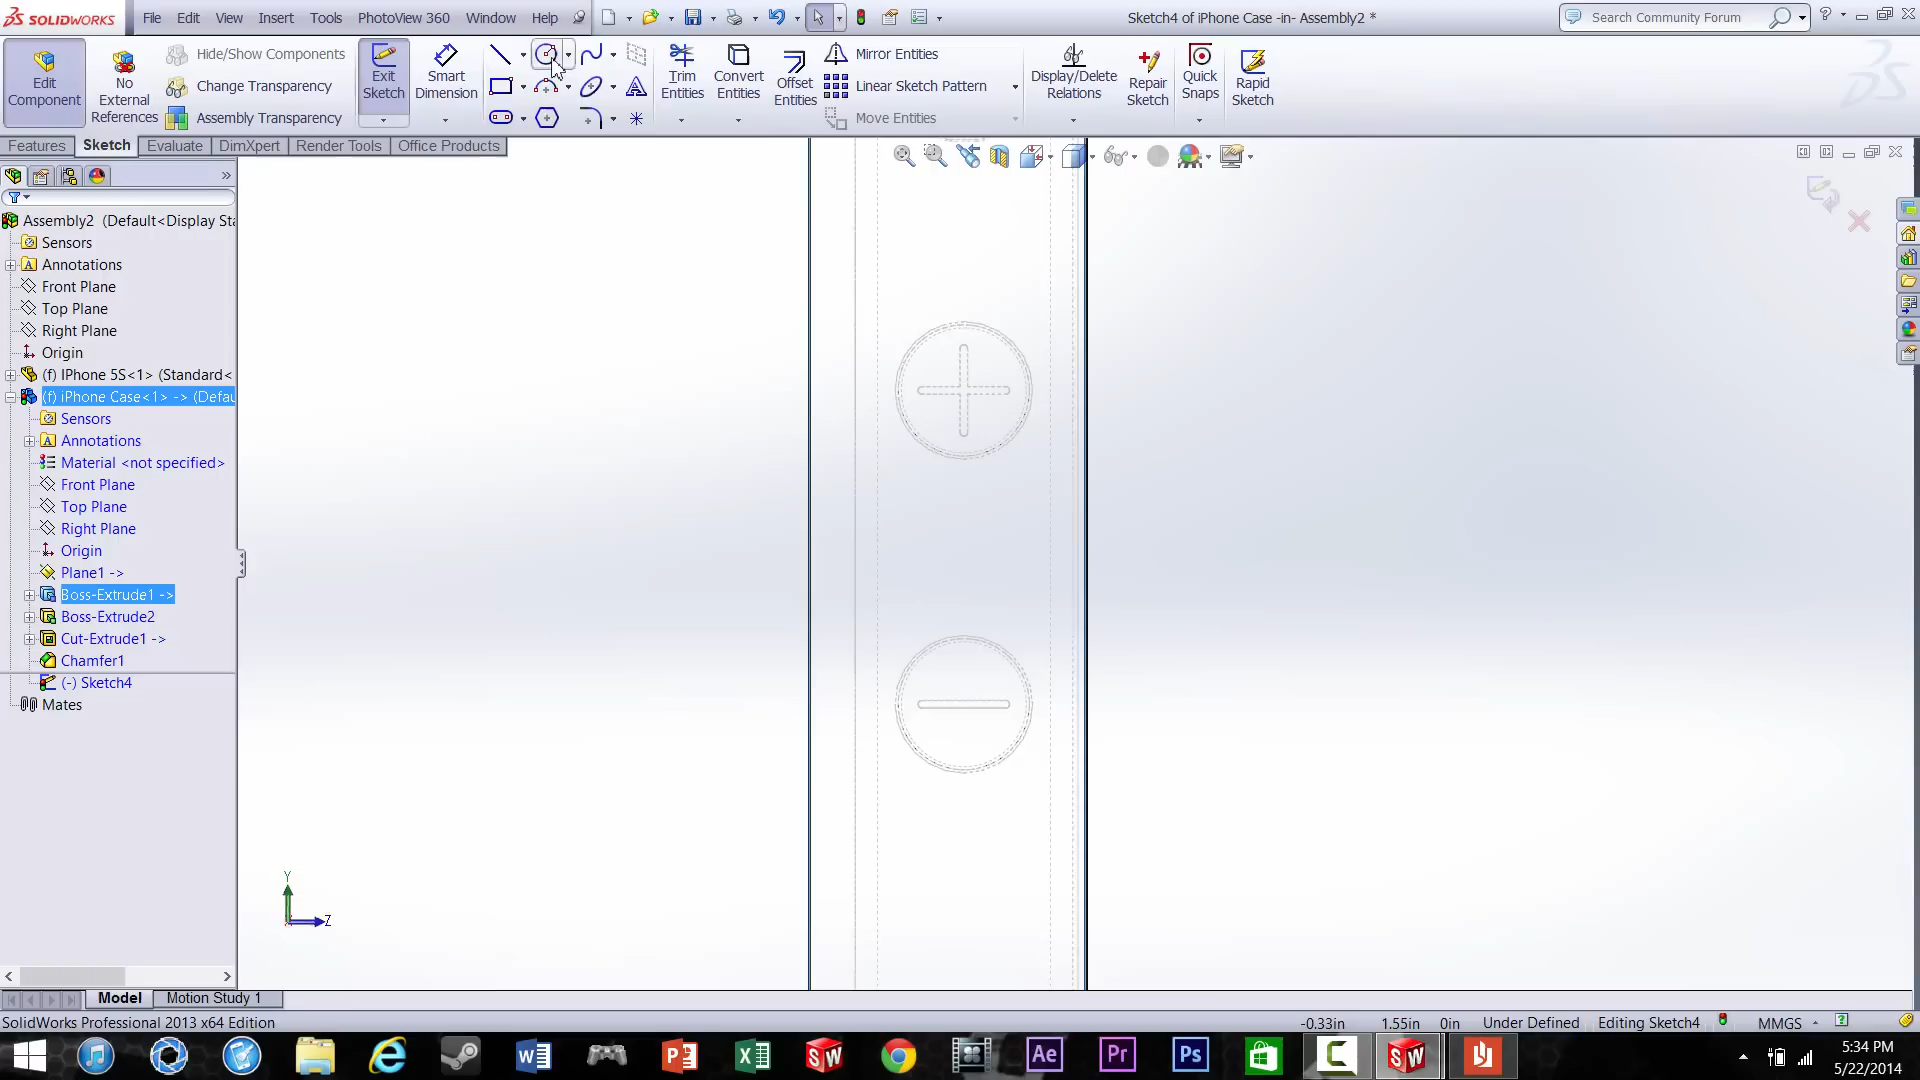 SOLIDWORKS
File Edit View Insert Tools PhotoView 360 Window Help
Sketch4 of iPhone Case -in- Assembly2 *
Search Community Forum
Edit Component
No External References
Hide/Show Components
Change Transparency
Assembly Transparency
Exit Sketch
Smart Dimension
Trim Entities
Convert Entities
Offset Entities
Mirror Entities
Linear Sketch Pattern
Move Entities
Display/Delete Relations
Repair Sketch
Quick Snaps
Rapid Sketch
Features Sketch Evaluate DimXpert Render Tools Office Products
Assembly2 (Default<Display Sta
Sensors
Annotations
Front Plane
Top Plane
Right Plane
Origin
(f) IPhone 5S<1> (Standard<
(f) iPhone Case<1> -> (Defau
Sensors
Annotations
Material <not specified>
Front Plane
Top Plane
Right Plane
Origin
Plane1 ->
Boss-Extrude1 ->
Boss-Extrude2
Cut-Extrude1 ->
Chamfer1
(-) Sketch4
Mates
Y
Z
Model Motion Study 1
SolidWorks Professional 2013 x64 Edition
-0.33in 1.55in 0in Under Defined Editing Sketch4 MMGS
5:34 PM
5/22/2014